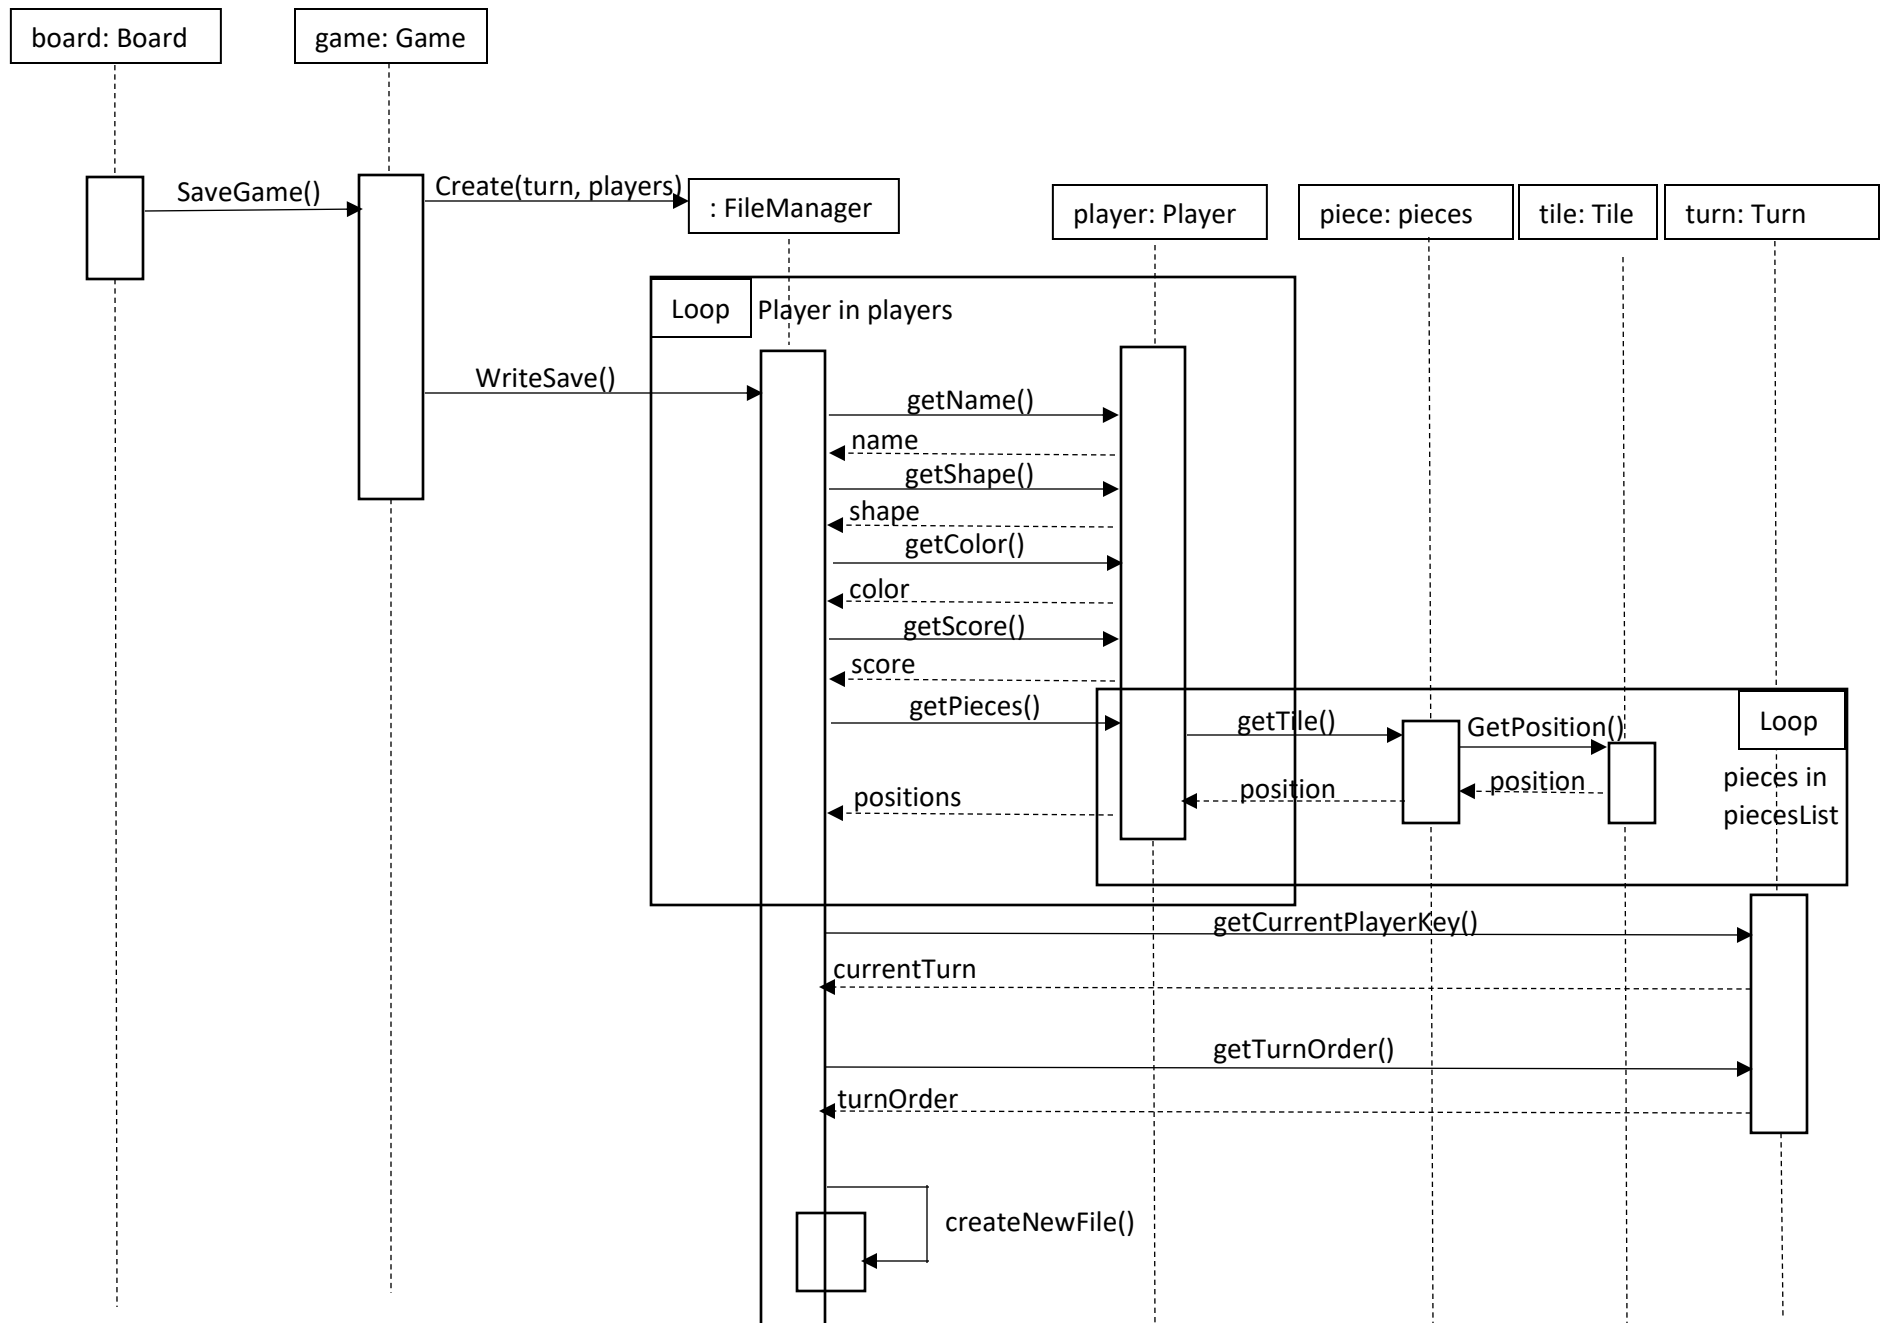 board: Board
game: Game
SaveGame()
Create(turn, players)
: FileManager
player: Player
piece: pieces
tile: Tile
turn: Turn
Loop
Player in players
WriteSave()
getName()
name
getShape()
shape
getColor()
color
getScore()
score
getPieces()
getTile()
GetPosition()
Loop
position
position
pieces in
piecesList
positions
getCurrentPlayerKey()
currentTurn
getTurnOrder()
turnOrder
createNewFile()